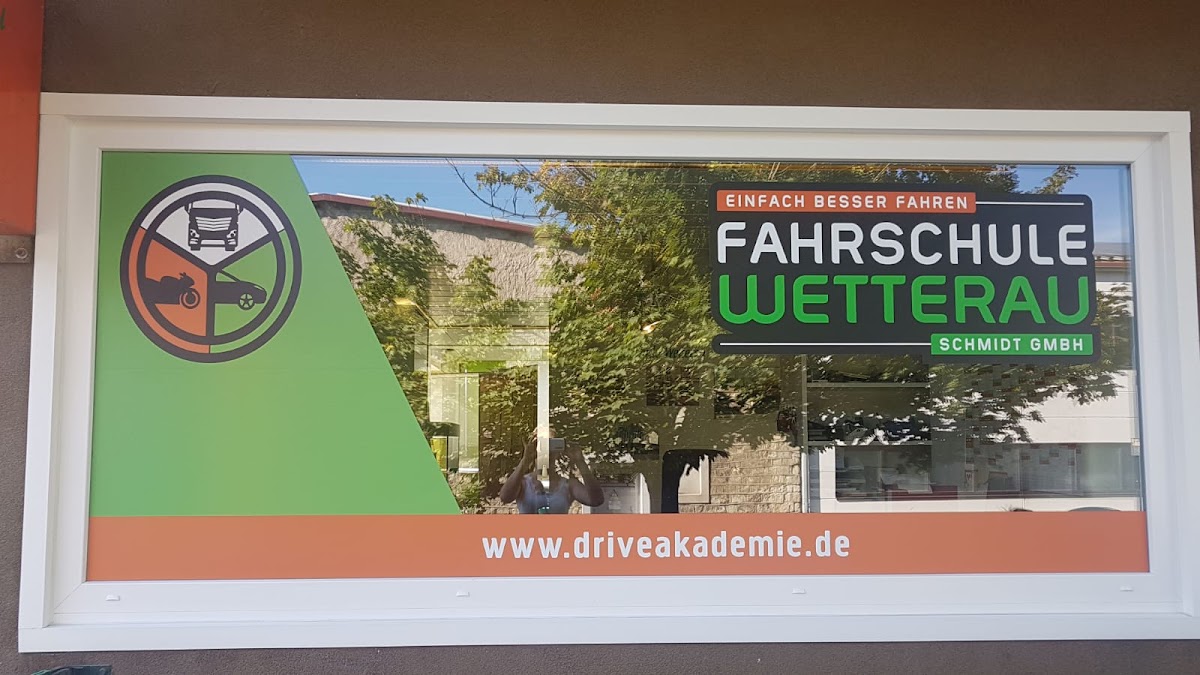 EINFACH BESSER FAHREN
FAHRSCHULE
WETTERAU
SCHMIDT GMBH
www.driveakademie.de